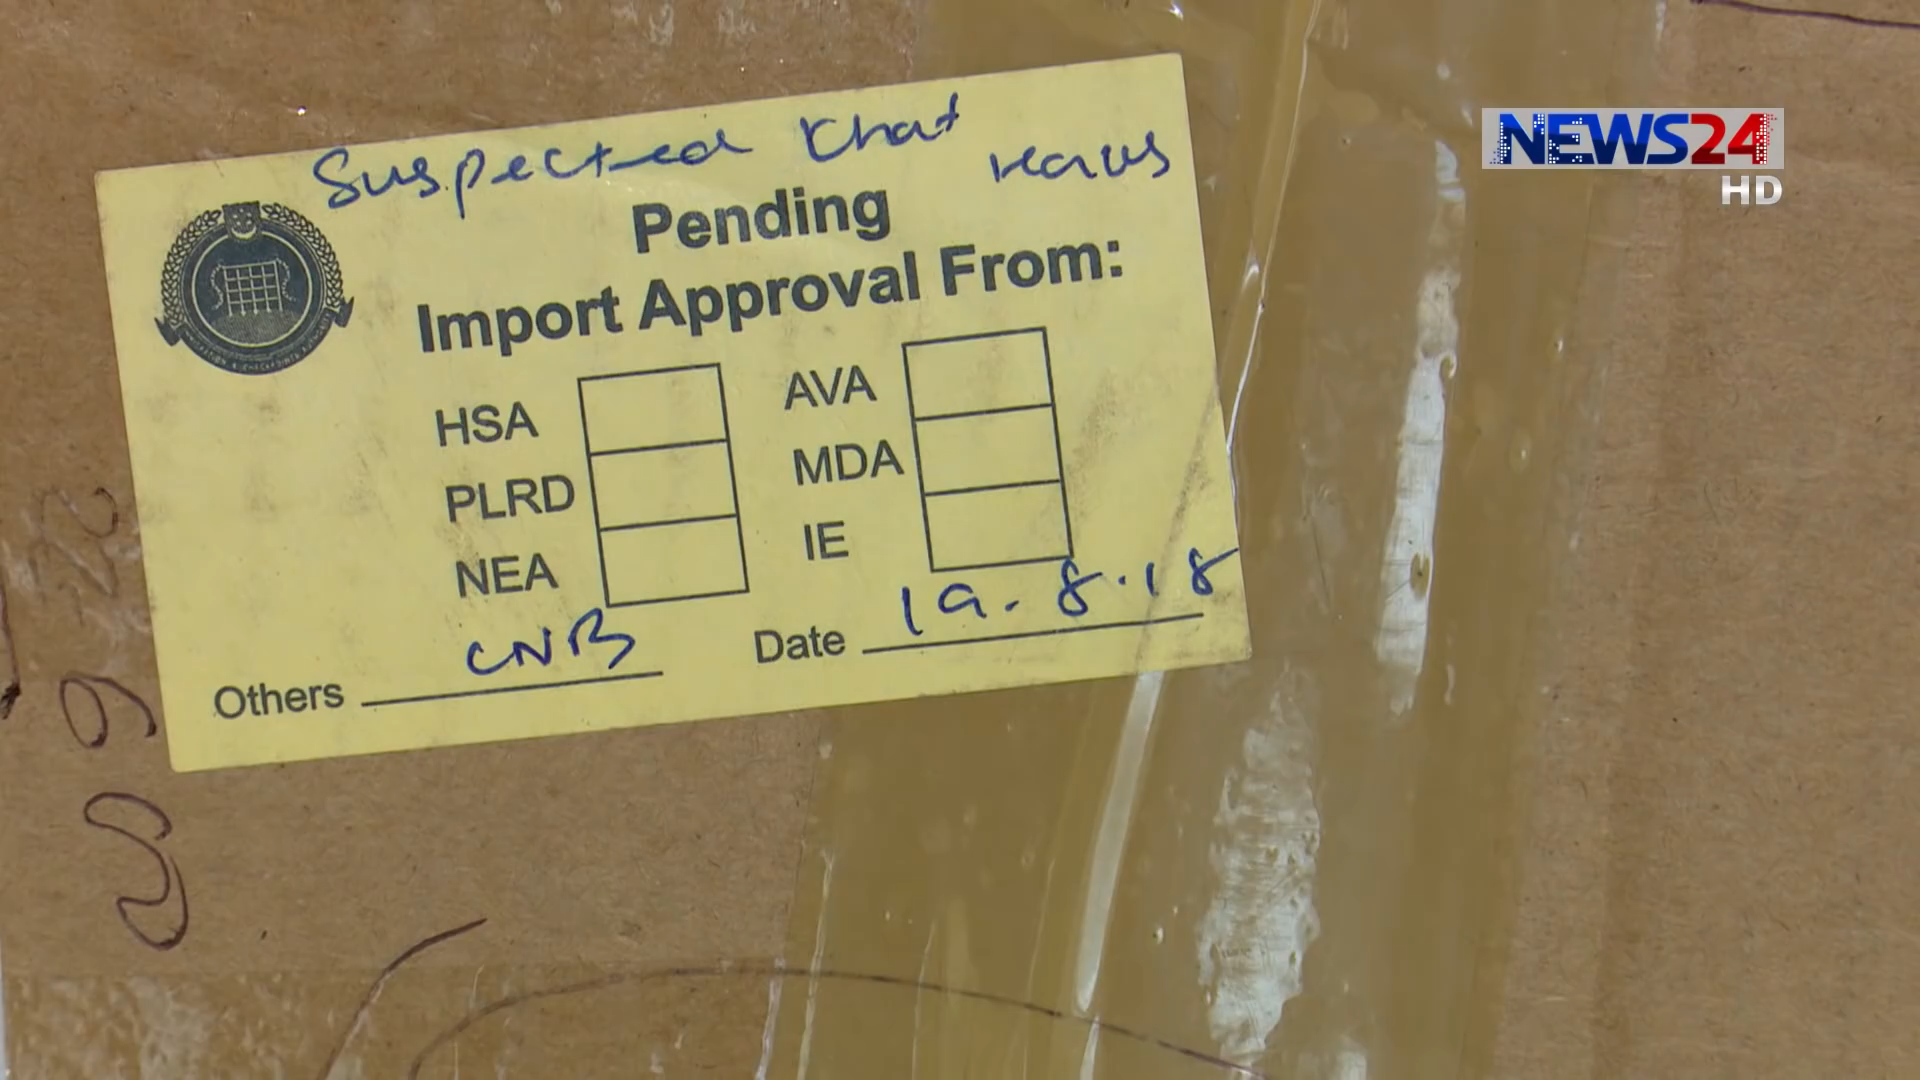 NEWS24
HD
Suspected Khat
Leaves
Pending
Import Approval From:
HSA
PLRD
NEA
AVA
MDA
IE
Others CNB
Date 19.8.18